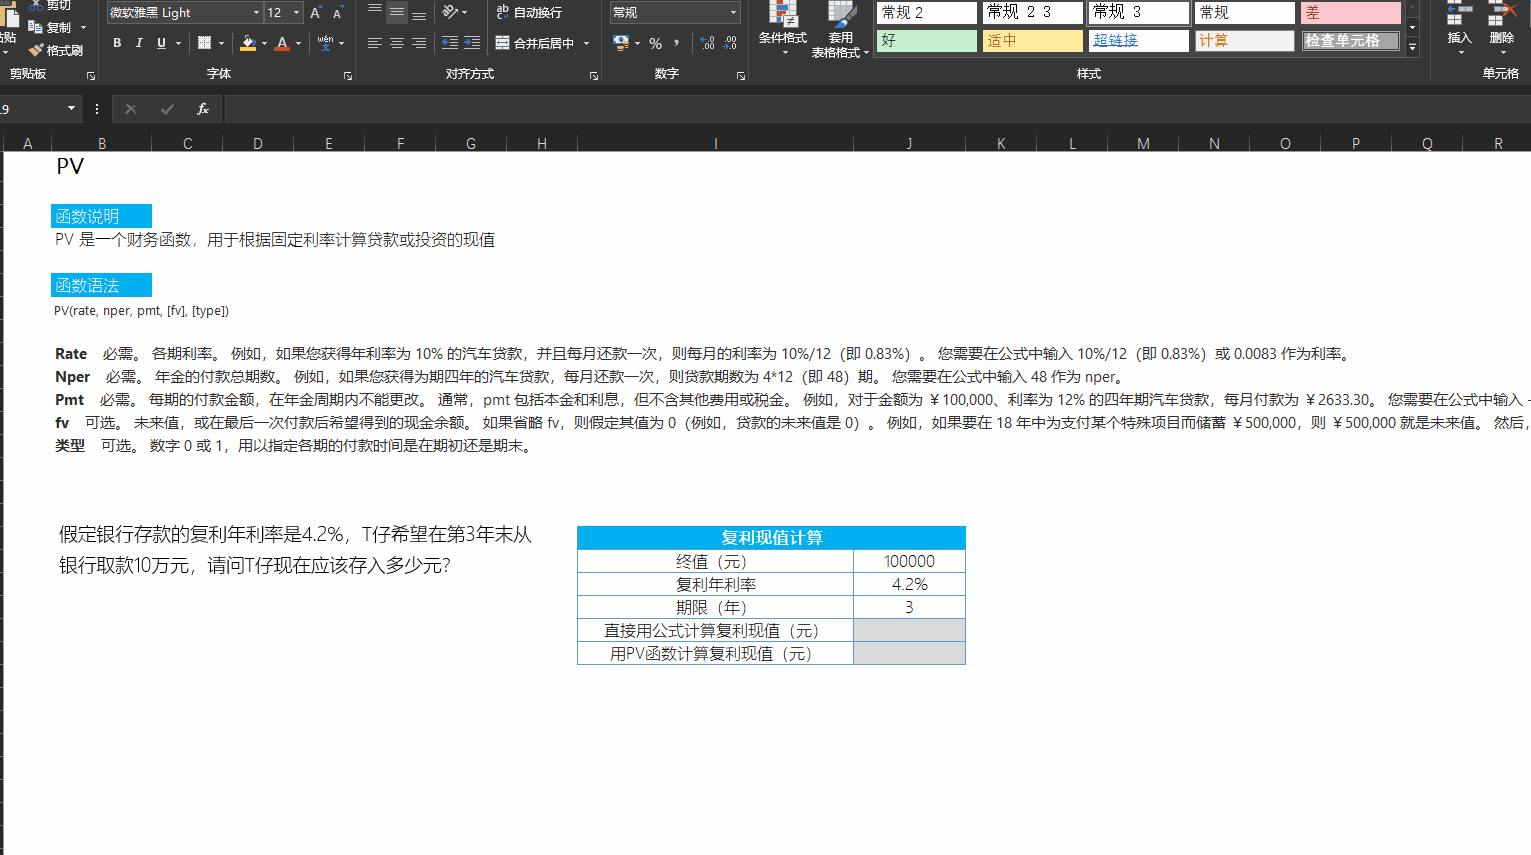 剪切
微软雅黑 Light 12 A A
自动换行
常规
常规 2 常规 2 3 常规 3 常规 差
复制
格式刷
B I U
wén
合并后居中
% ,
条件格式
套用
表格格式
好 适中 超链接 计算 检查单元格
插入 删除
剪贴板 字体 对齐方式 数字 样式 单元格
fx
A B C D E F G H I J K L M N O P Q R
PV
函数说明
PV 是一个财务函数，用于根据固定利率计算贷款或投资的现值
函数语法
PV(rate, nper, pmt, [fv], [type])
Rate 必需。 各期利率。 例如，如果您获得年利率为 10% 的汽车贷款，并且每月还款一次，则每月的利率为 10%/12（即 0.83%）。 您需要在公式中输入 10%/12（即 0.83%）或 0.0083 作为利率。
Nper 必需。 年金的付款总期数。 例如，如果您获得为期四年的汽车贷款，每月还款一次，则贷款期数为 4*12（即 48）期。 您需要在公式中输入 48 作为 nper。
Pmt 必需。 每期的付款金额，在年金周期内不能更改。 通常，pmt 包括本金和利息，但不含其他费用或税金。 例如，对于金额为 ￥100,000、利率为 12% 的四年期汽车贷款，每月付款为 ￥2633.30。 您需要在公式中输入 -
fv 可选。 未来值，或在最后一次付款后希望得到的现金余额。 如果省略 fv，则假定其值为 0（例如，贷款的未来值是 0）。 例如，如果要在 18 年中为支付某个特殊项目而储蓄 ￥500,000，则 ￥500,000 就是未来值。 然后，
类型 可选。 数字 0 或 1，用以指定各期的付款时间是在期初还是期末。
假定银行存款的复利年利率是4.2%，T仔希望在第3年末从
银行取款10万元，请问T仔现在应该存入多少元？
复利现值计算
终值（元） 100000
复利年利率 4.2%
期限（年） 3
直接用公式计算复利现值（元）
用PV函数计算复利现值（元）